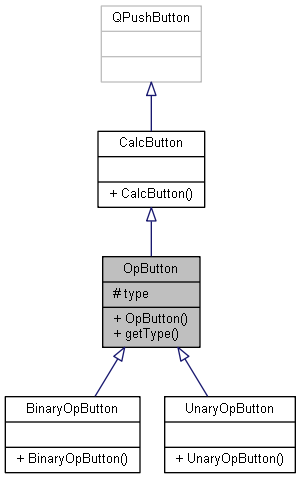 QPushButton
CalcButton
+ CalcButton()
OpButton
# type
+ OpButton()
+ getType()
BinaryOpButton
+ BinaryOpButton()
UnaryOpButton
+ UnaryOpButton()